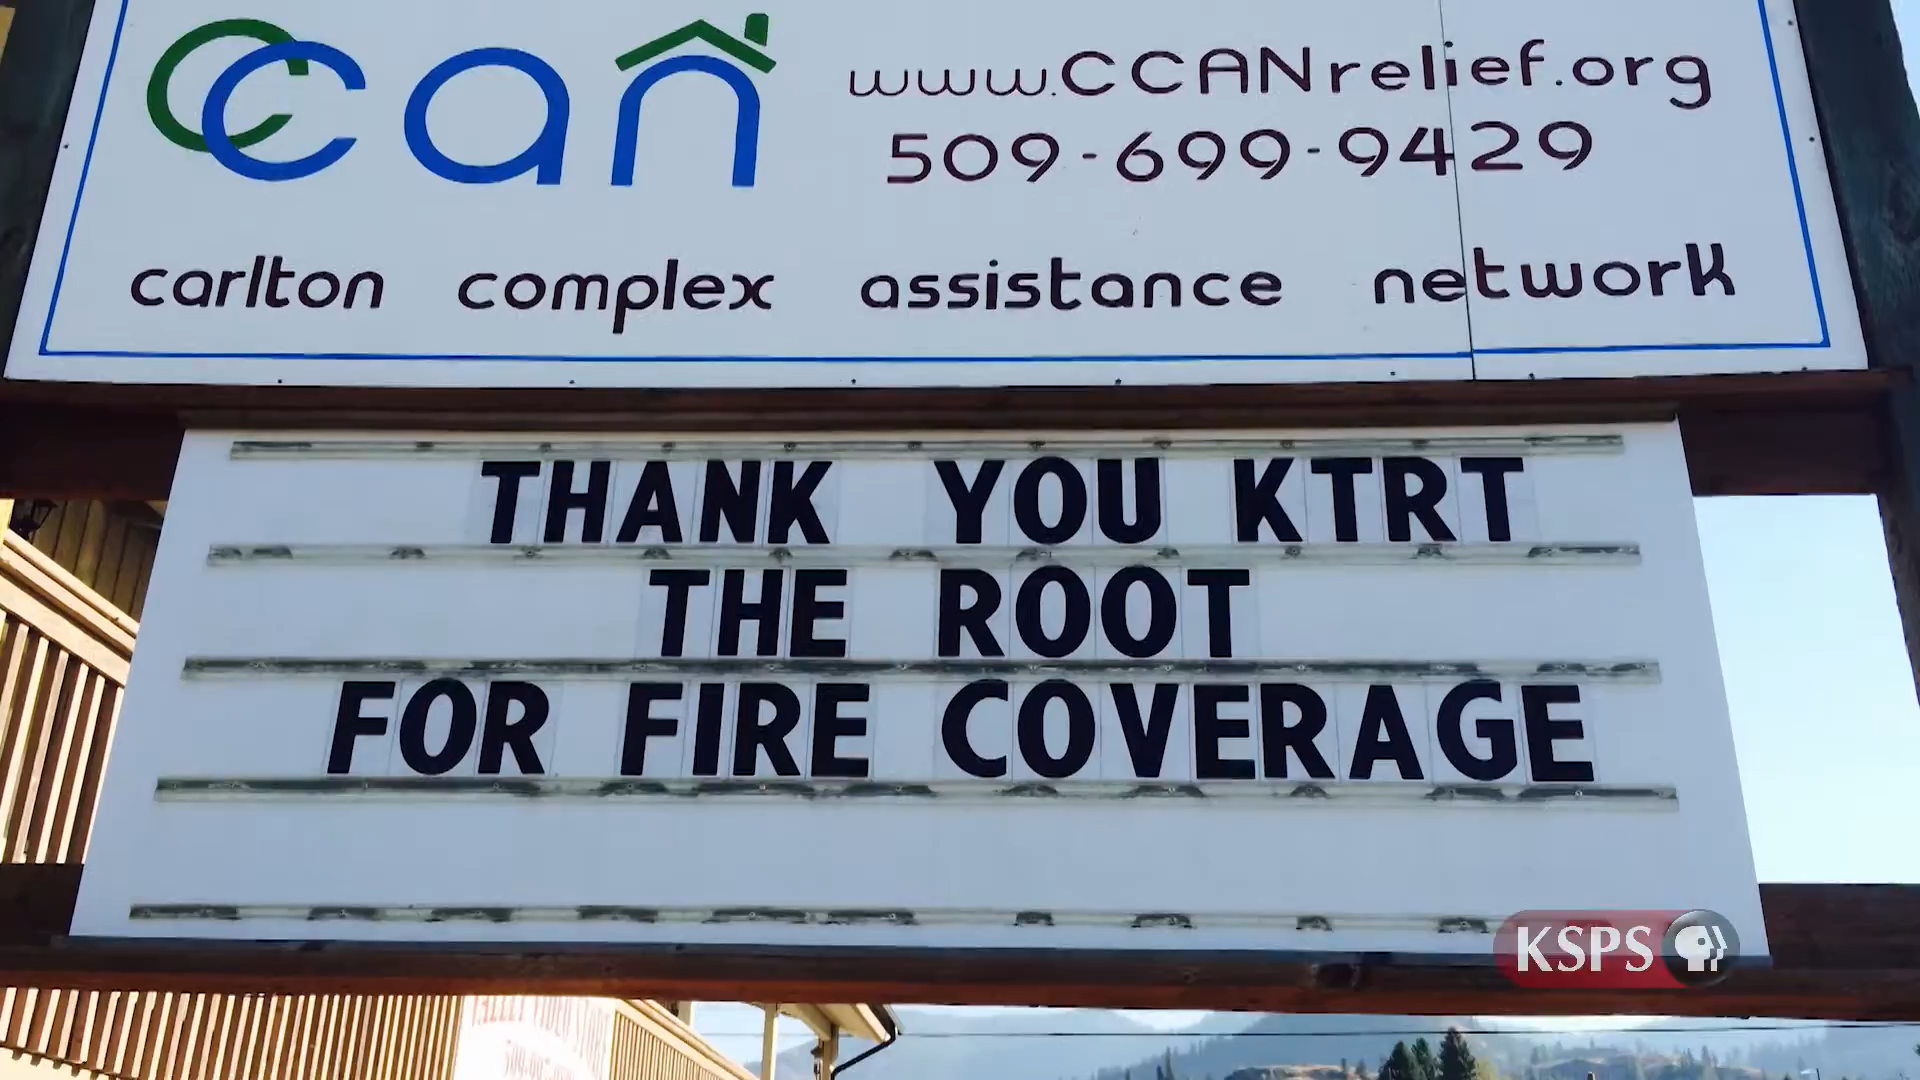 ccan
www.CCANrelief.org
509-699-9429
carlton complex assistance network
THANK YOU KTRT
THE ROOT
FOR FIRE COVERAGE
KSPS